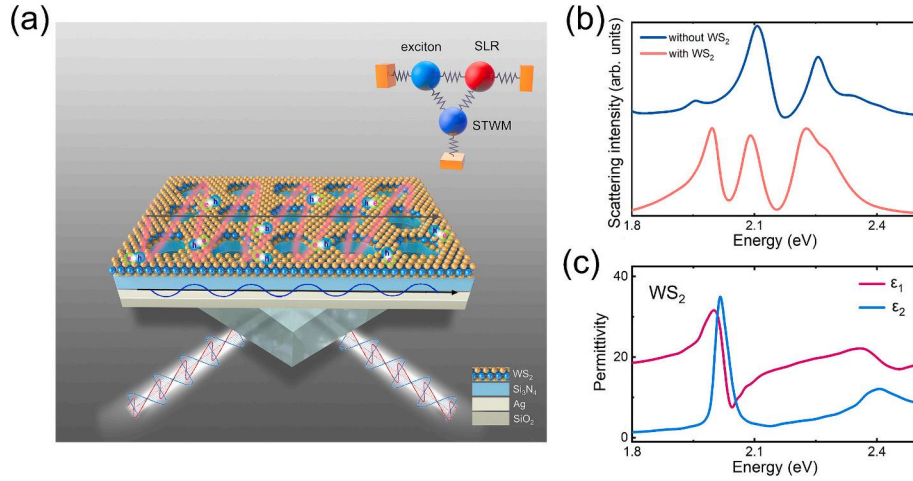 (a)
exciton
SLR
STWM
h
h
h
h
h
h
h
h
h
h
WS₂
Si₃N₄
Ag
SiO₂
(b)
Scattering intensity (arb. units)
without WS₂
with WS₂
1.8
2.1
2.4
Energy (eV)
(c)
Permittivity
40
20
0
WS₂
ε₁
ε₂
1.8
2.1
2.4
Energy (eV)